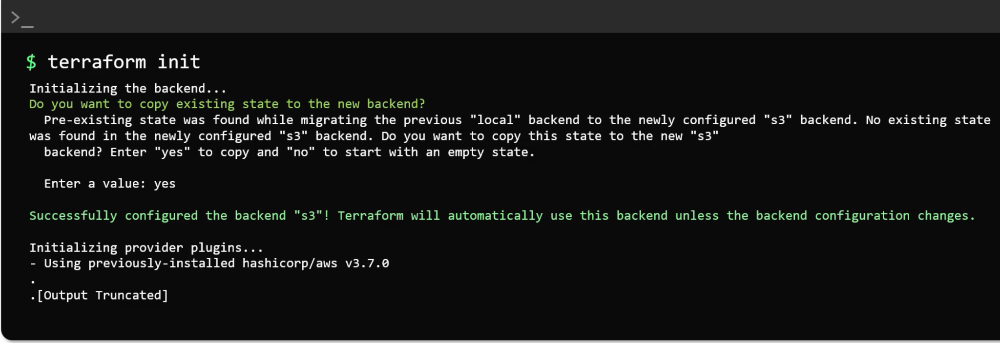 >_
$ terraform init
Initializing the backend...
Do you want to copy existing state to the new backend?
  Pre-existing state was found while migrating the previous "local" backend to the newly configured "s3" backend. No existing state
was found in the newly configured "s3" backend. Do you want to copy this state to the new "s3"
  backend? Enter "yes" to copy and "no" to start with an empty state.
  Enter a value: yes
Successfully configured the backend "s3"! Terraform will automatically use this backend unless the backend configuration changes.
Initializing provider plugins...
- Using previously-installed hashicorp/aws v3.7.0
.
.[Output Truncated]